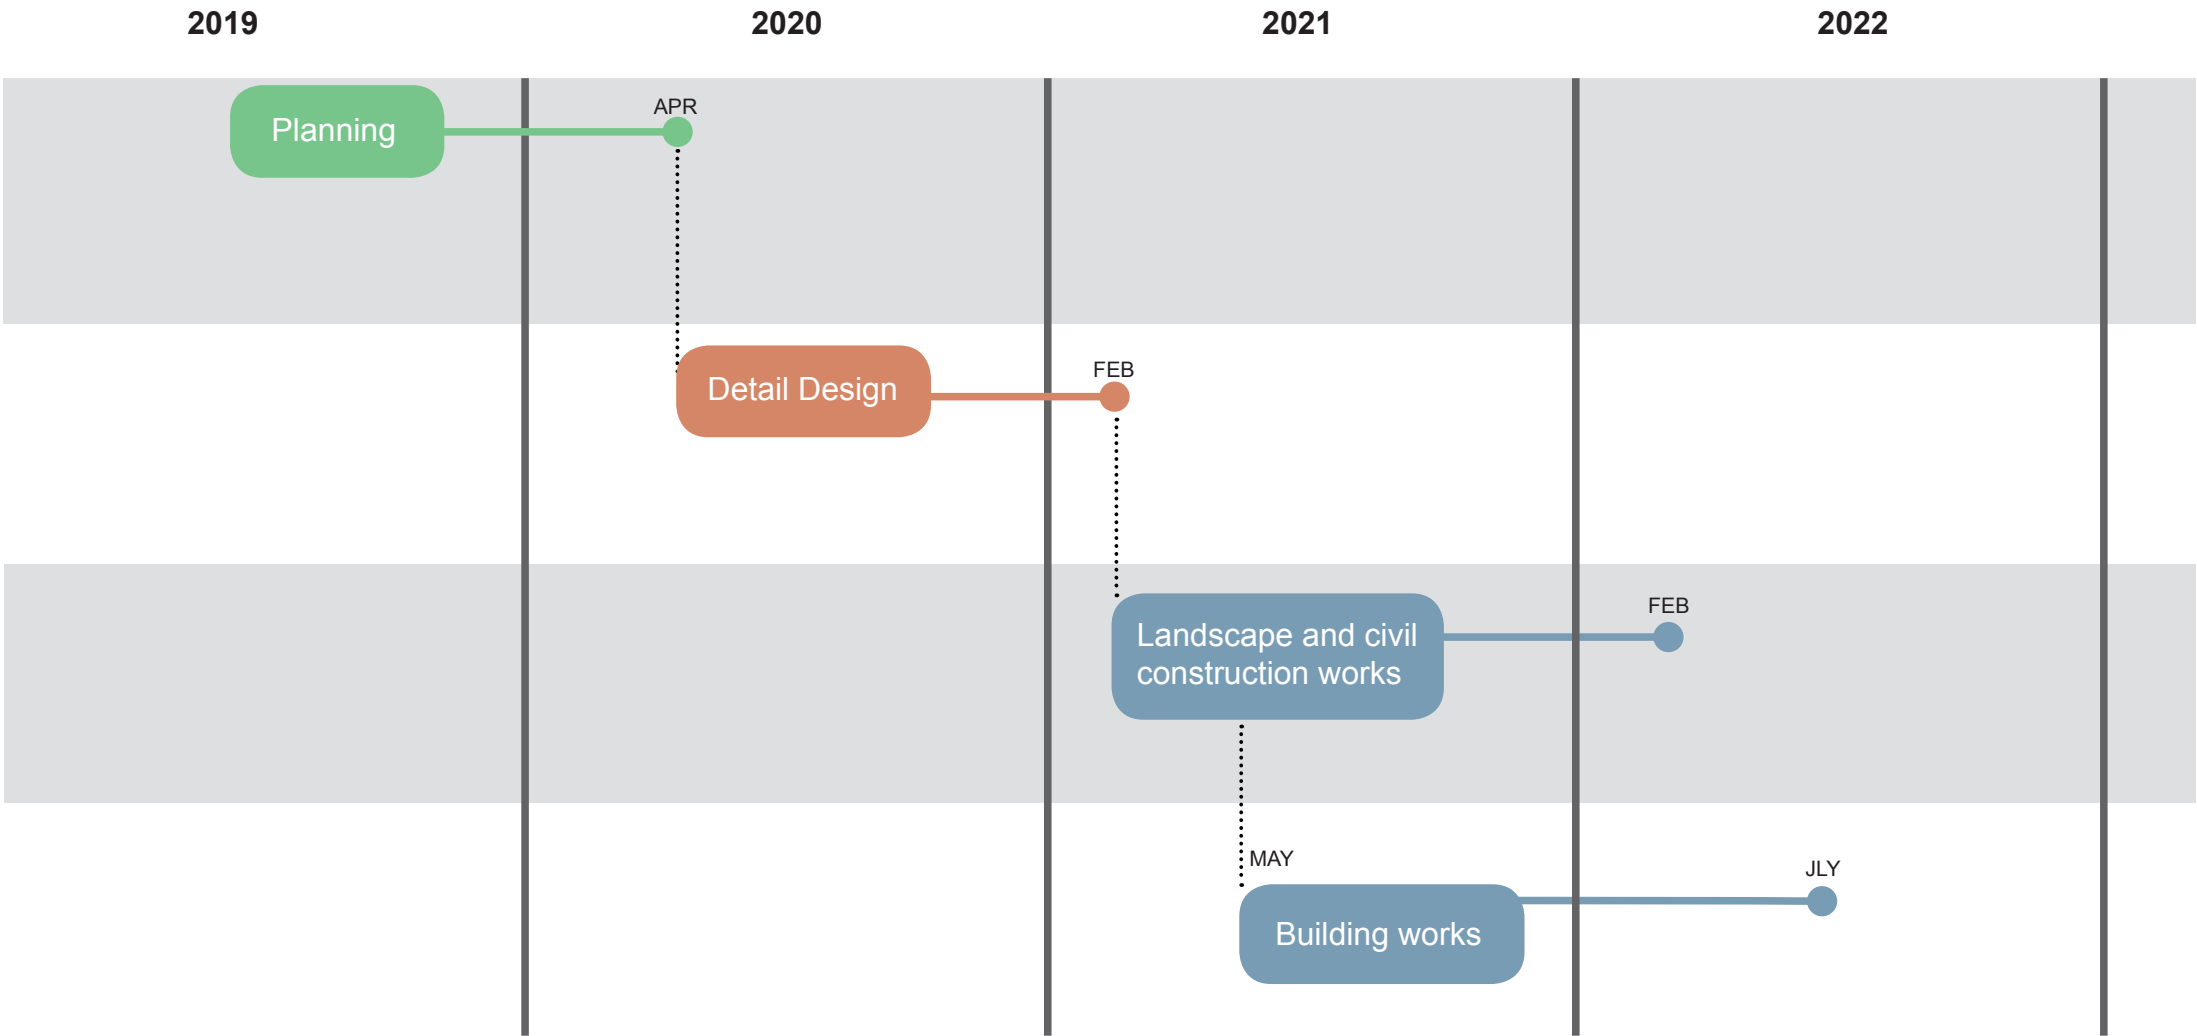 2019 2020 2021 2022
APR
Planning
FEB
Detail Design
FEB
Landscape and civil
construction works
MAY
JLY
Building works